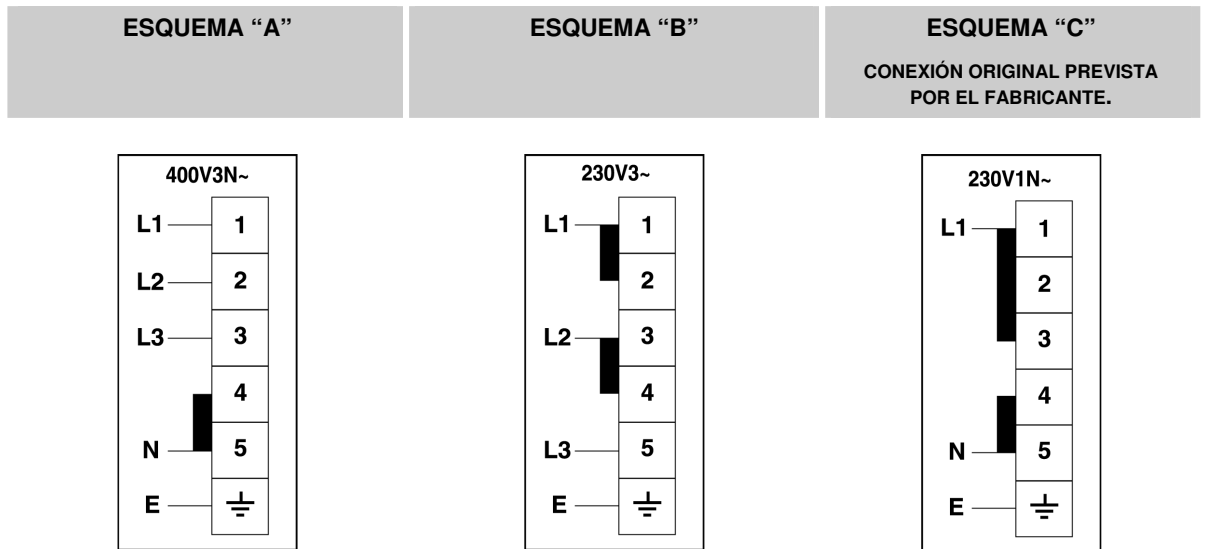 ESQUEMA “A”
ESQUEMA “B”
ESQUEMA “C”
CONEXIÓN ORIGINAL PREVISTA
POR EL FABRICANTE.
400V3N~
L1 1
L2 2
L3 3
4
N 5
E
230V3~
L1 1
2
L2 3
4
L3 5
E
230V1N~
L1 1
2
3
4
N 5
E